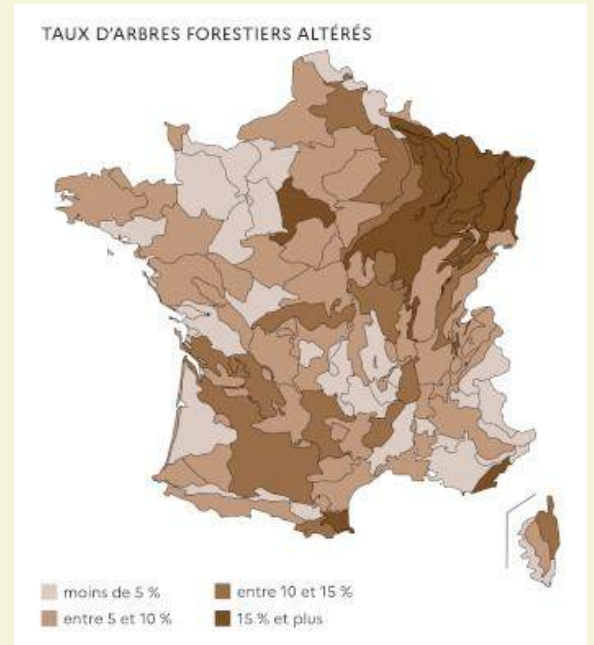 TAUX D'ARBRES FORESTIERS ALTÉRÉS
moins de 5 %
entre 5 et 10 %
entre 10 et 15 %
15 % et plus